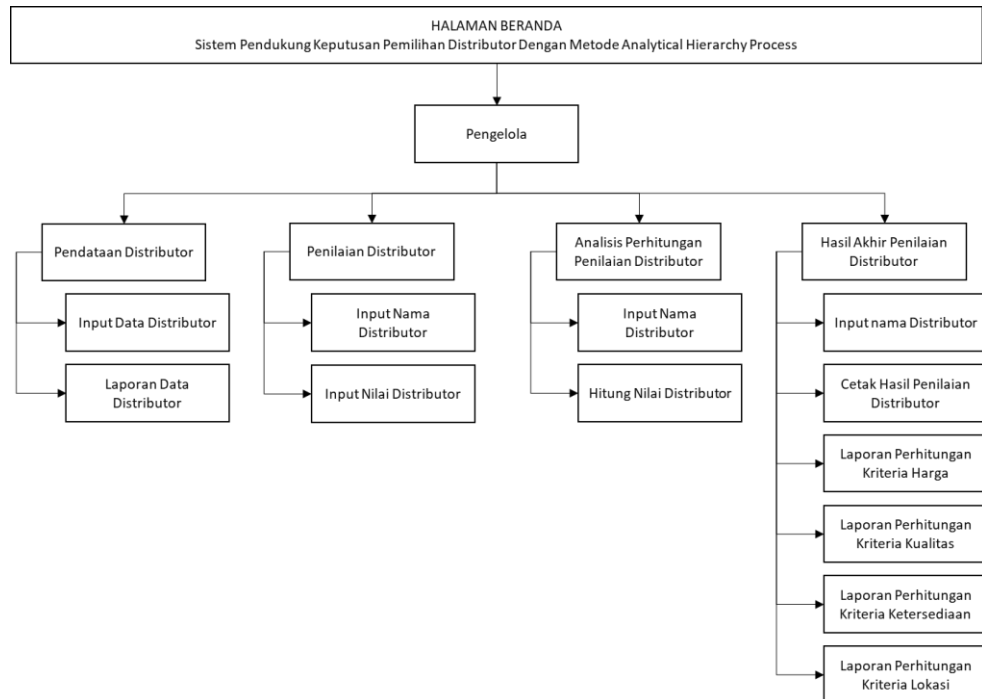 HALAMAN BERANDA
Sistem Pendukung Keputusan Pemilihan Distributor Dengan Metode Analytical Hierarchy Process
Pengelola
Pendataan Distributor
Input Data Distributor
Laporan Data
Distributor
Penilaian Distributor
Input Nama
Distributor
Input Nilai Distributor
Analisis Perhitungan
Penilaian Distributor
Input Nama
Distributor
Hitung Nilai Distributor
Hasil Akhir Penilaian
Distributor
Input nama Distributor
Cetak Hasil Penilaian
Distributor
Laporan Perhitungan
Kriteria Harga
Laporan Perhitungan
Kriteria Kualitas
Laporan Perhitungan
Kriteria Ketersediaan
Laporan Perhitungan
Kriteria Lokasi